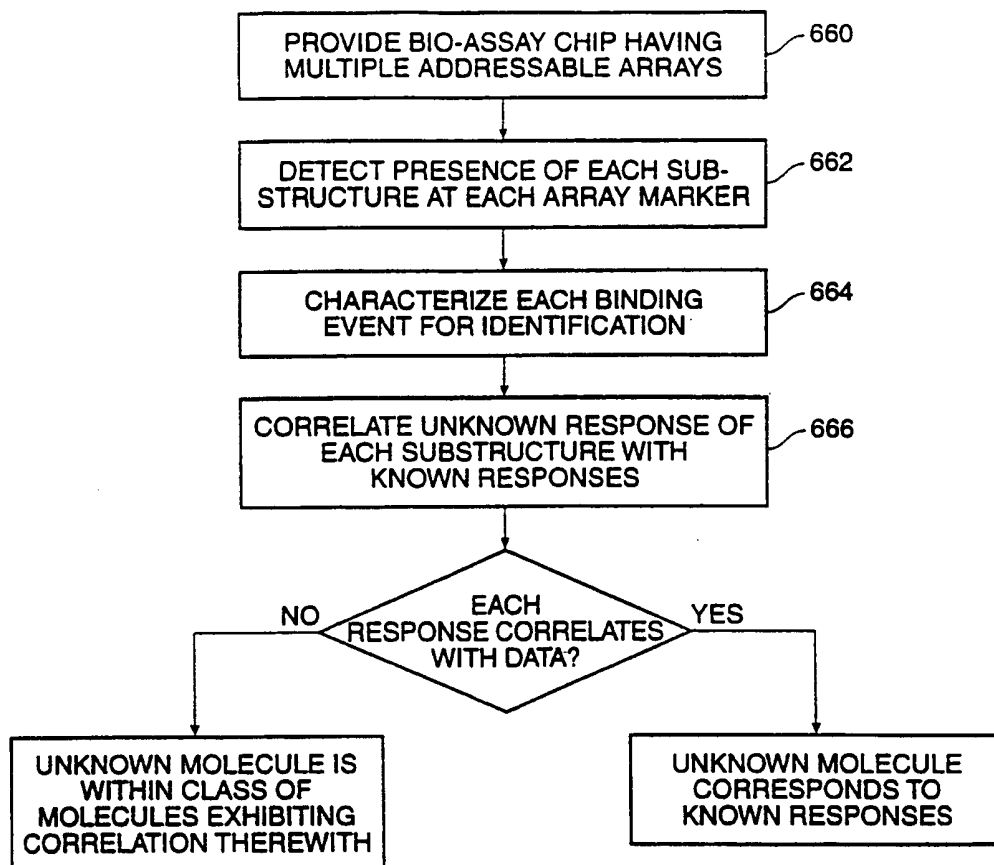 PROVIDE BIO-ASSAY CHIP HAVING
MULTIPLE ADDRESSABLE ARRAYS
660
DETECT PRESENCE OF EACH SUB-
STRUCTURE AT EACH ARRAY MARKER
662
CHARACTERIZE EACH BINDING
EVENT FOR IDENTIFICATION
664
CORRELATE UNKNOWN RESPONSE OF
EACH SUBSTRUCTURE WITH
KNOWN RESPONSES
666
EACH
RESPONSE CORRELATES
WITH DATA?
NO
YES
UNKNOWN MOLECULE IS
WITHIN CLASS OF
MOLECULES EXHIBITING
CORRELATION THEREWITH
UNKNOWN MOLECULE
CORRESPONDS TO
KNOWN RESPONSES